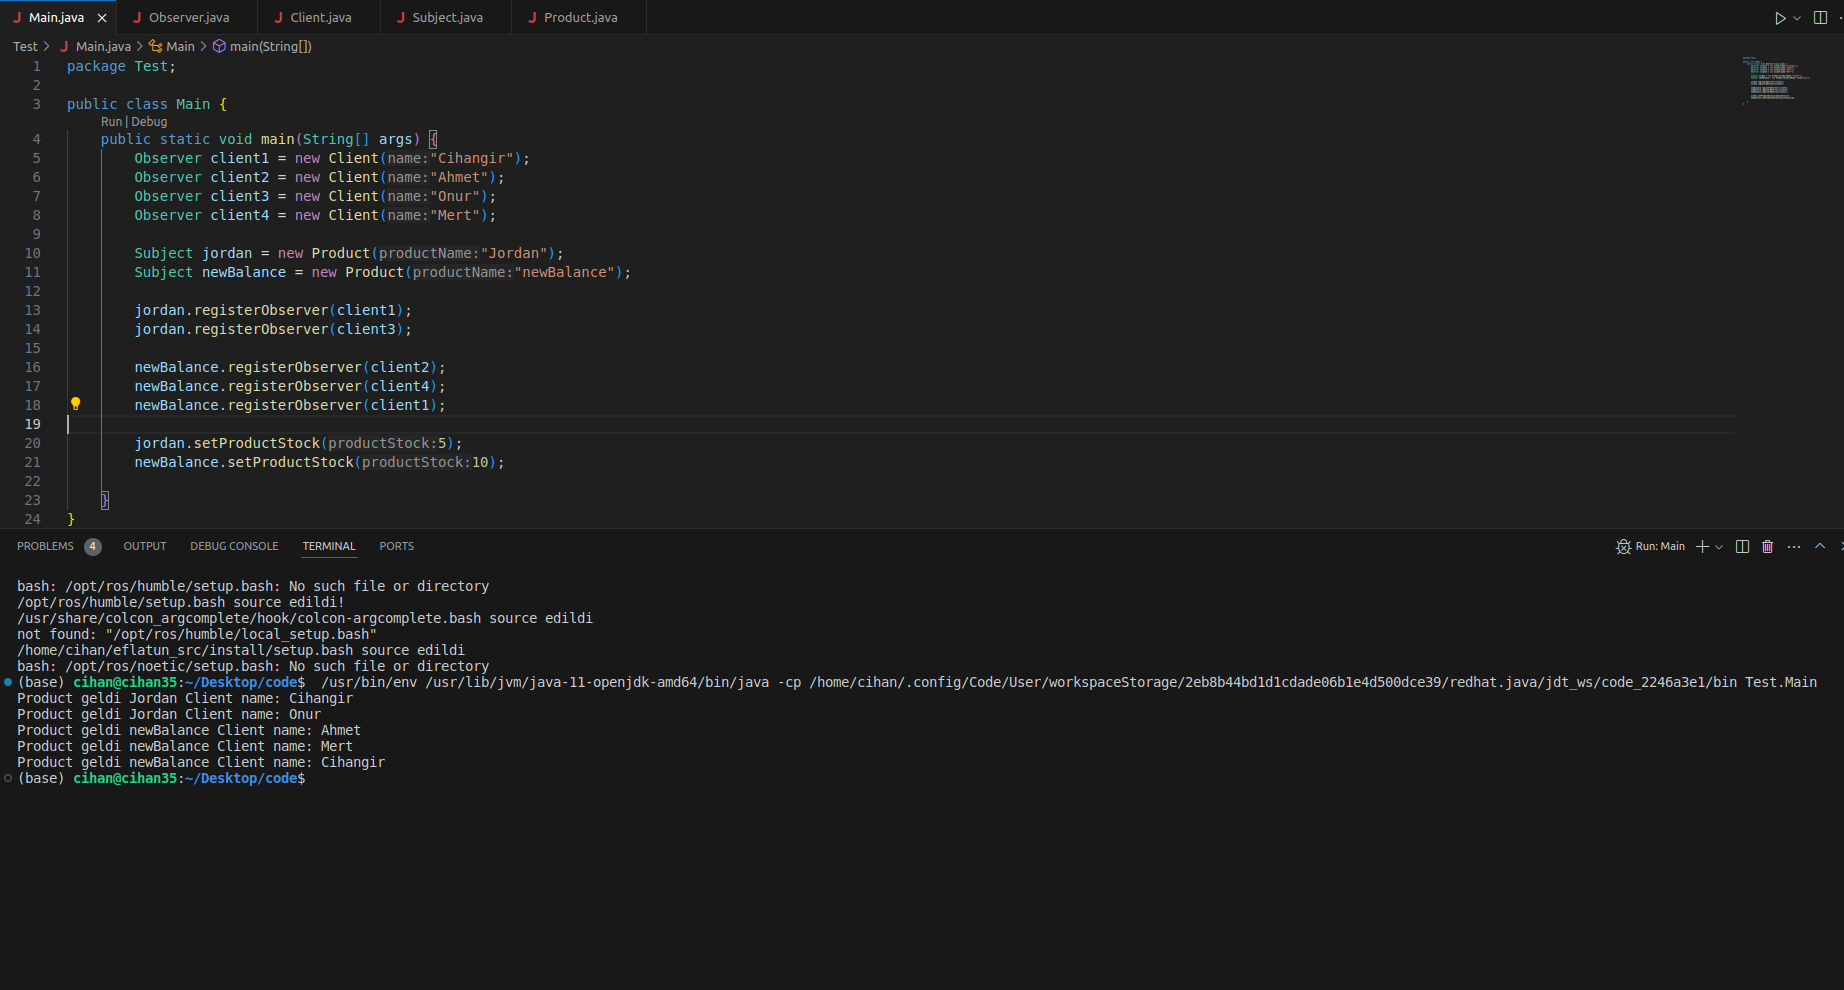 Main.java Observer.java Client.java Subject.java Product.java
Test > Main.java > Main > main(String[])
1 package Test;
2
3 public class Main {
Run | Debug
4 public static void main(String[] args) {
5 Observer client1 = new Client(name:"Cihangir");
6 Observer client2 = new Client(name:"Ahmet");
7 Observer client3 = new Client(name:"Onur");
8 Observer client4 = new Client(name:"Mert");
9
10 Subject jordan = new Product(productName:"Jordan");
11 Subject newBalance = new Product(productName:"newBalance");
12
13 jordan.registerObserver(client1);
14 jordan.registerObserver(client3);
15
16 newBalance.registerObserver(client2);
17 newBalance.registerObserver(client4);
18 newBalance.registerObserver(client1);
19
20 jordan.setProductStock(productStock:5);
21 newBalance.setProductStock(productStock:10);
22
23 }
24 }
PROBLEMS 4 OUTPUT DEBUG CONSOLE TERMINAL PORTS Run: Main
bash: /opt/ros/humble/setup.bash: No such file or directory
/opt/ros/humble/setup.bash source edildi!
/usr/share/colcon_argcomplete/hook/colcon-argcomplete.bash source edildi
not found: "/opt/ros/humble/local_setup.bash"
/home/cihan/eflatun_src/install/setup.bash source edildi
bash: /opt/ros/noetic/setup.bash: No such file or directory
(base) cihan@cihan35:~/Desktop/code$  /usr/bin/env /usr/lib/jvm/java-11-openjdk-amd64/bin/java -cp /home/cihan/.config/Code/User/workspaceStorage/2eb8b44bd1d1cdade06b1e4d500dce39/redhat.java/jdt_ws/code_2246a3e1/bin Test.Main
Product geldi Jordan Client name: Cihangir
Product geldi Jordan Client name: Onur
Product geldi newBalance Client name: Ahmet
Product geldi newBalance Client name: Mert
Product geldi newBalance Client name: Cihangir
(base) cihan@cihan35:~/Desktop/code$